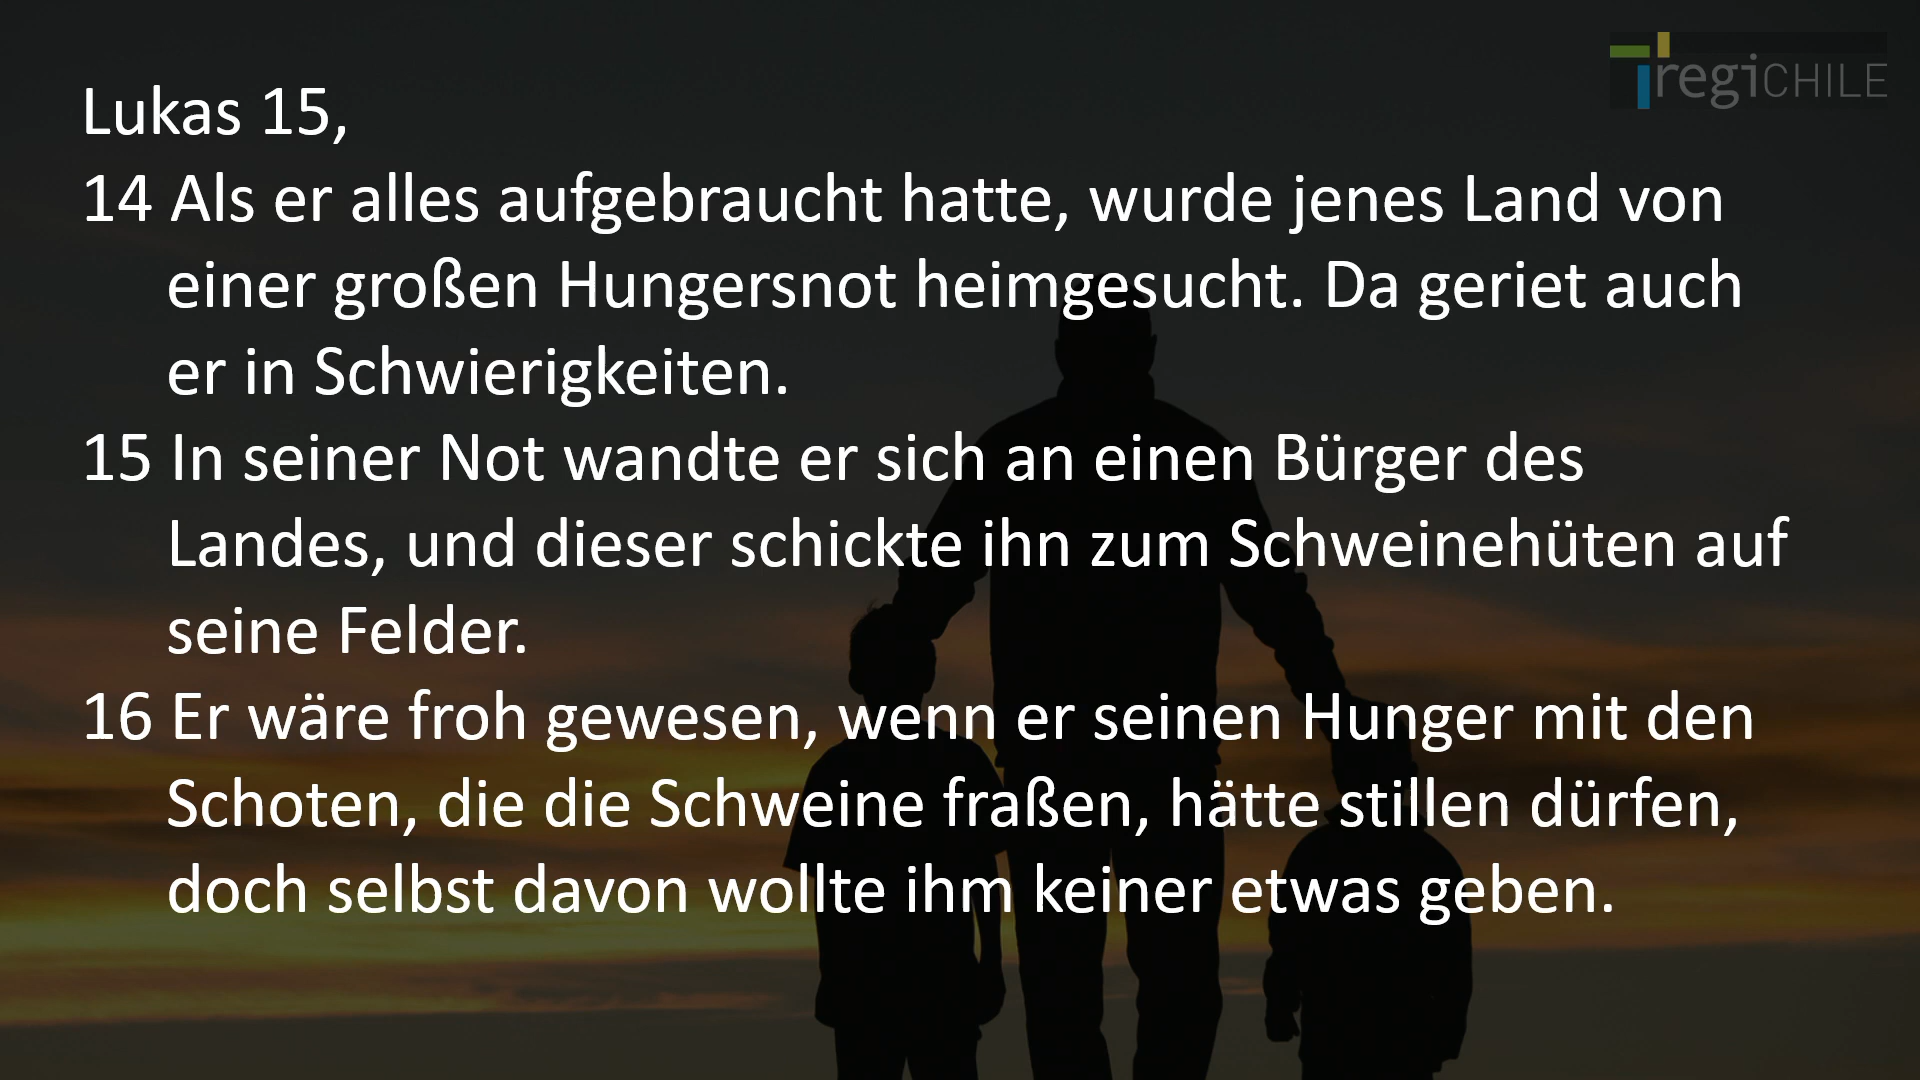 regiCHILE
Lukas 15,
14 Als er alles aufgebraucht hatte, wurde jenes Land von
einer großen Hungersnot heimgesucht. Da geriet auch
er in Schwierigkeiten.
15 In seiner Not wandte er sich an einen Bürger des
Landes, und dieser schickte ihn zum Schweinehüten auf
seine Felder.
16 Er wäre froh gewesen, wenn er seinen Hunger mit den
Schoten, die die Schweine fraßen, hätte stillen dürfen,
doch selbst davon wollte ihm keiner etwas geben.